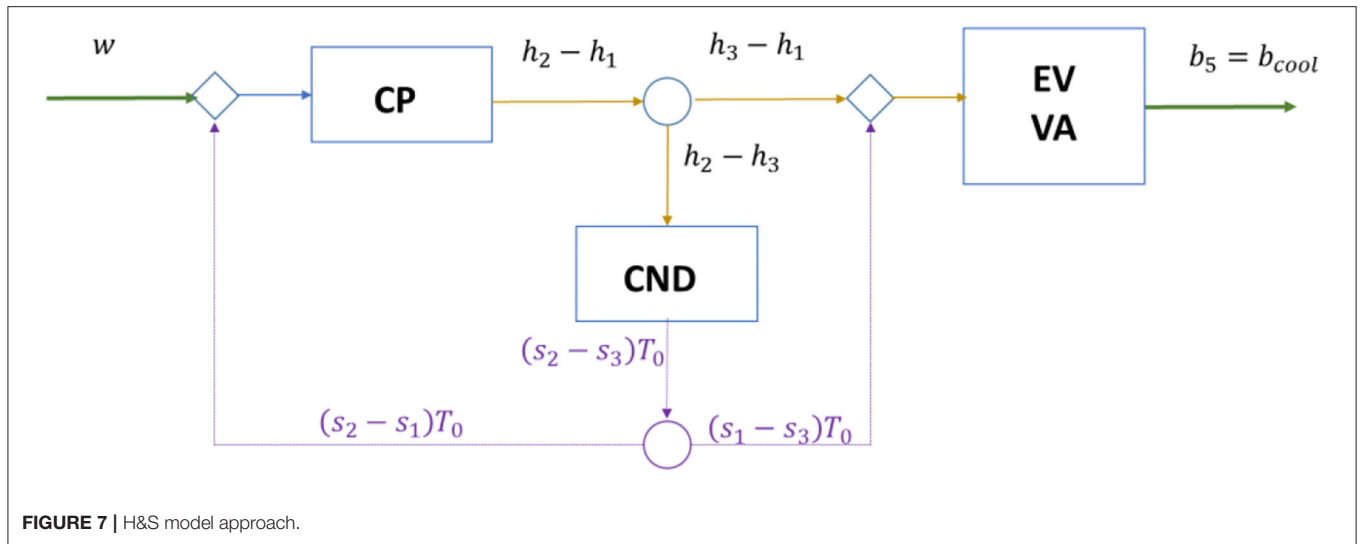 w
h₂ − h₁
h₃ − h₁
b₅ = b_cool
CP
EV
VA
h₂ − h₃
CND
(s₂ − s₃)T₀
(s₂ − s₁)T₀
(s₁ − s₃)T₀
FIGURE 7 | H&S model approach.